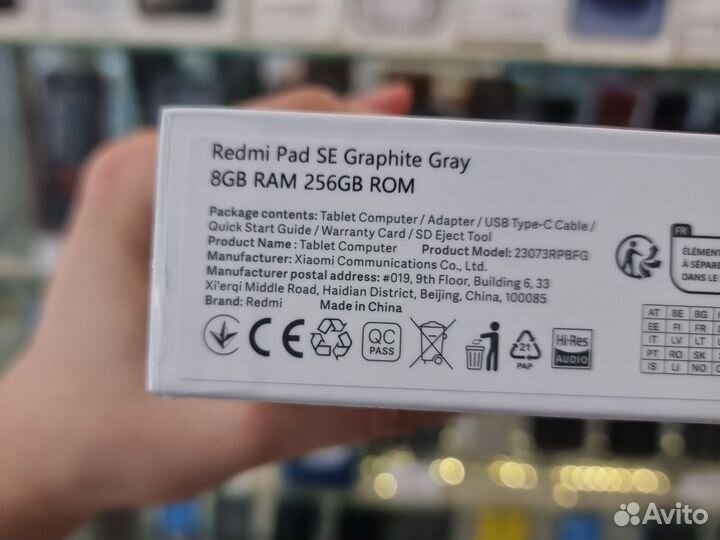 Redmi Pad SE Graphite Gray
8GB RAM 256GB ROM
Package contents: Tablet Computer / Adapter / USB Type-C Cable /
Quick Start Guide / Warranty Card / SD Eject Tool
Product Name : Tablet Computer Product Model: 23073RPBFG
Manufacturer: Xiaomi Communications Co., Ltd.
Manufacturer postal address: #019, 9th Floor, Building 6, 33
Xi'erqi Middle Road, Haidian District, Beijing, China, 100085
Brand: Redmi Made in China
CE
QC
PASS
21
PAP
Hi-Res
AUDIO
FR
ÉLÉMENT
À SÉPARE
DANS LE
AT BE BG
EE FI FR
IT LV LT
PT RO SK
IS LI NO
Avito